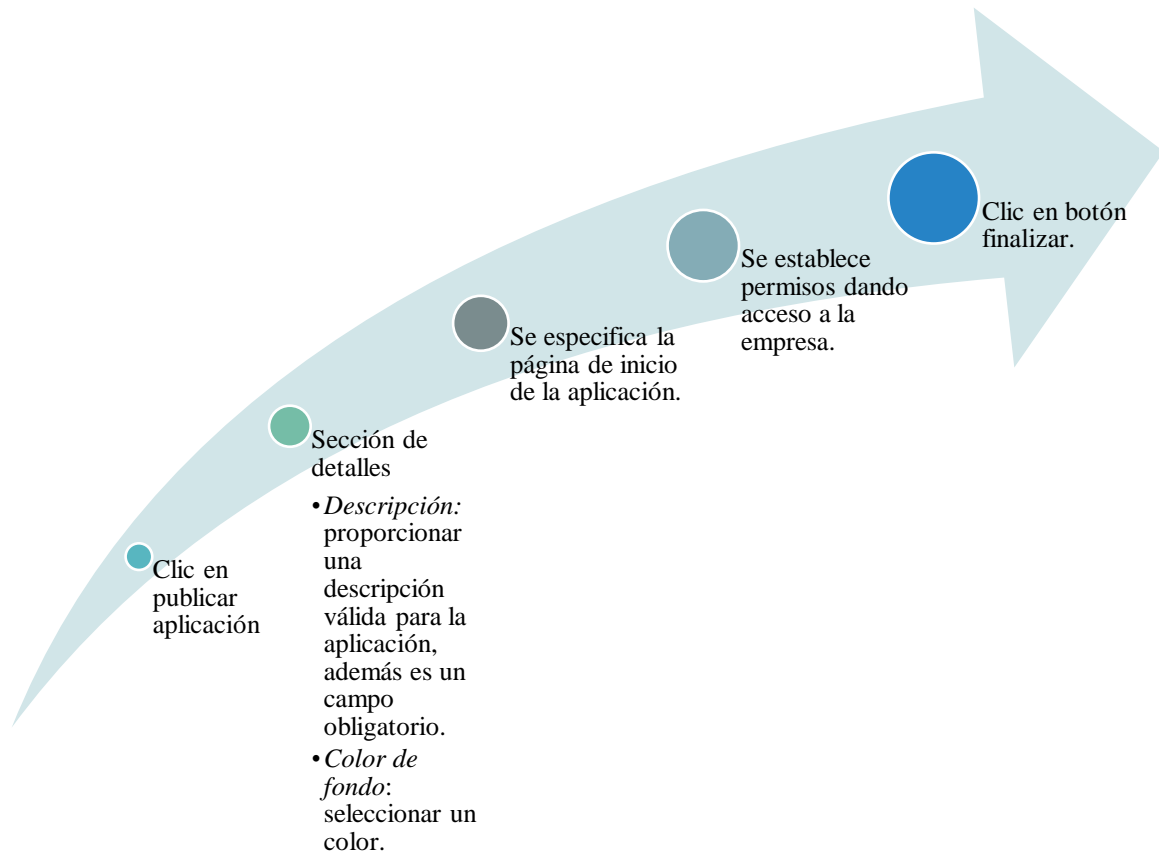 Clic en
publicar
aplicación
Sección de
detalles
•Descripción:
proporcionar
una
descripción
válida para la
aplicación,
además es un
campo
obligatorio.
•Color de
fondo:
seleccionar un
color.
Se especifica la
página de inicio
de la aplicación.
Se establece
permisos dando
acceso a la
empresa.
Clic en botón
finalizar.